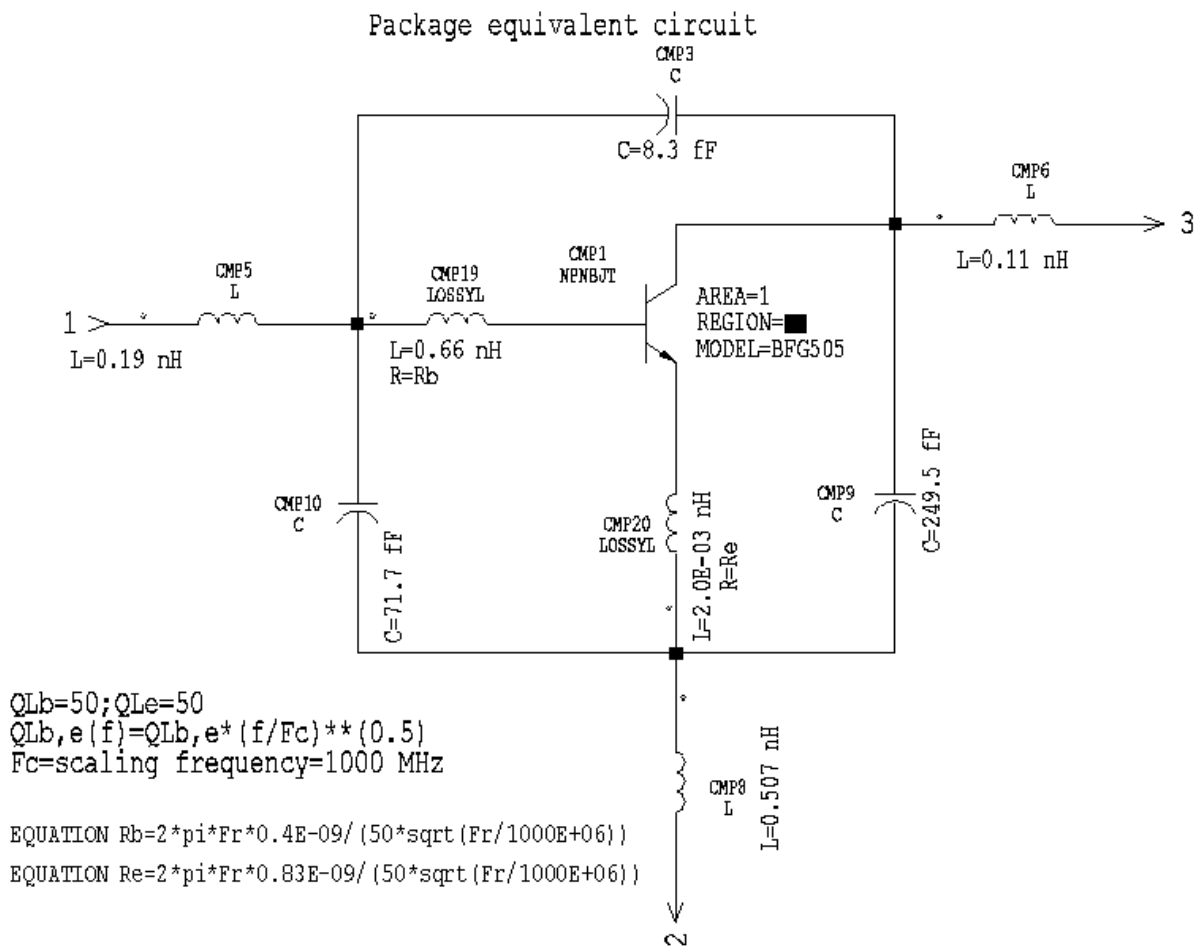 Package equivalent circuit
CMP3
C
C=8.3 fF
CMP6
L
3
L=0.11 nH
CMP1
NPNBJT
CMP5
L
CMP19
LOSSYL
AREA=1
REGION=
MODEL=BFG505
1
L=0.19 nH
L=0.66 nH
R=Rb
CMP10
C
C=71.7 fF
CMP20
LOSSYL
L=2.0E-03 nH
R=Re
CMP9
C
C=249.5 fF
QLb=50;QLe=50
QLb,e(f)=QLb,e*(f/Fc)**(0.5)
Fc=scaling frequency=1000 MHz
CMP8
L
L=0.507 nH
EQUATION Rb=2*pi*Fr*0.4E-09/(50*sqrt(Fr/1000E+06))
EQUATION Re=2*pi*Fr*0.83E-09/(50*sqrt(Fr/1000E+06))
2